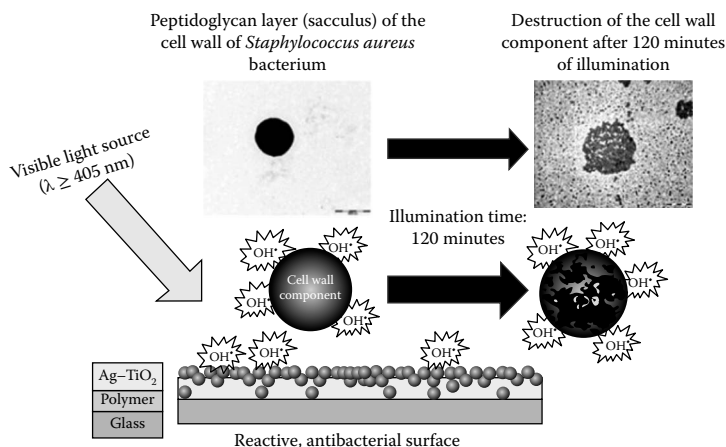 Peptidoglycan layer (sacculus) of the
cell wall of Staphylococcus aureus
bacterium
Destruction of the cell wall
component after 120 minutes
of illumination
Visible light source
(λ ≥ 405 nm)
Illumination time:
120 minutes
OH•
OH•
OH•
OH•
Cell wall
component
OH•
OH•
OH•
OH•
OH•
OH•
OH•
OH•
Ag–TiO₂
Polymer
Glass
Reactive, antibacterial surface